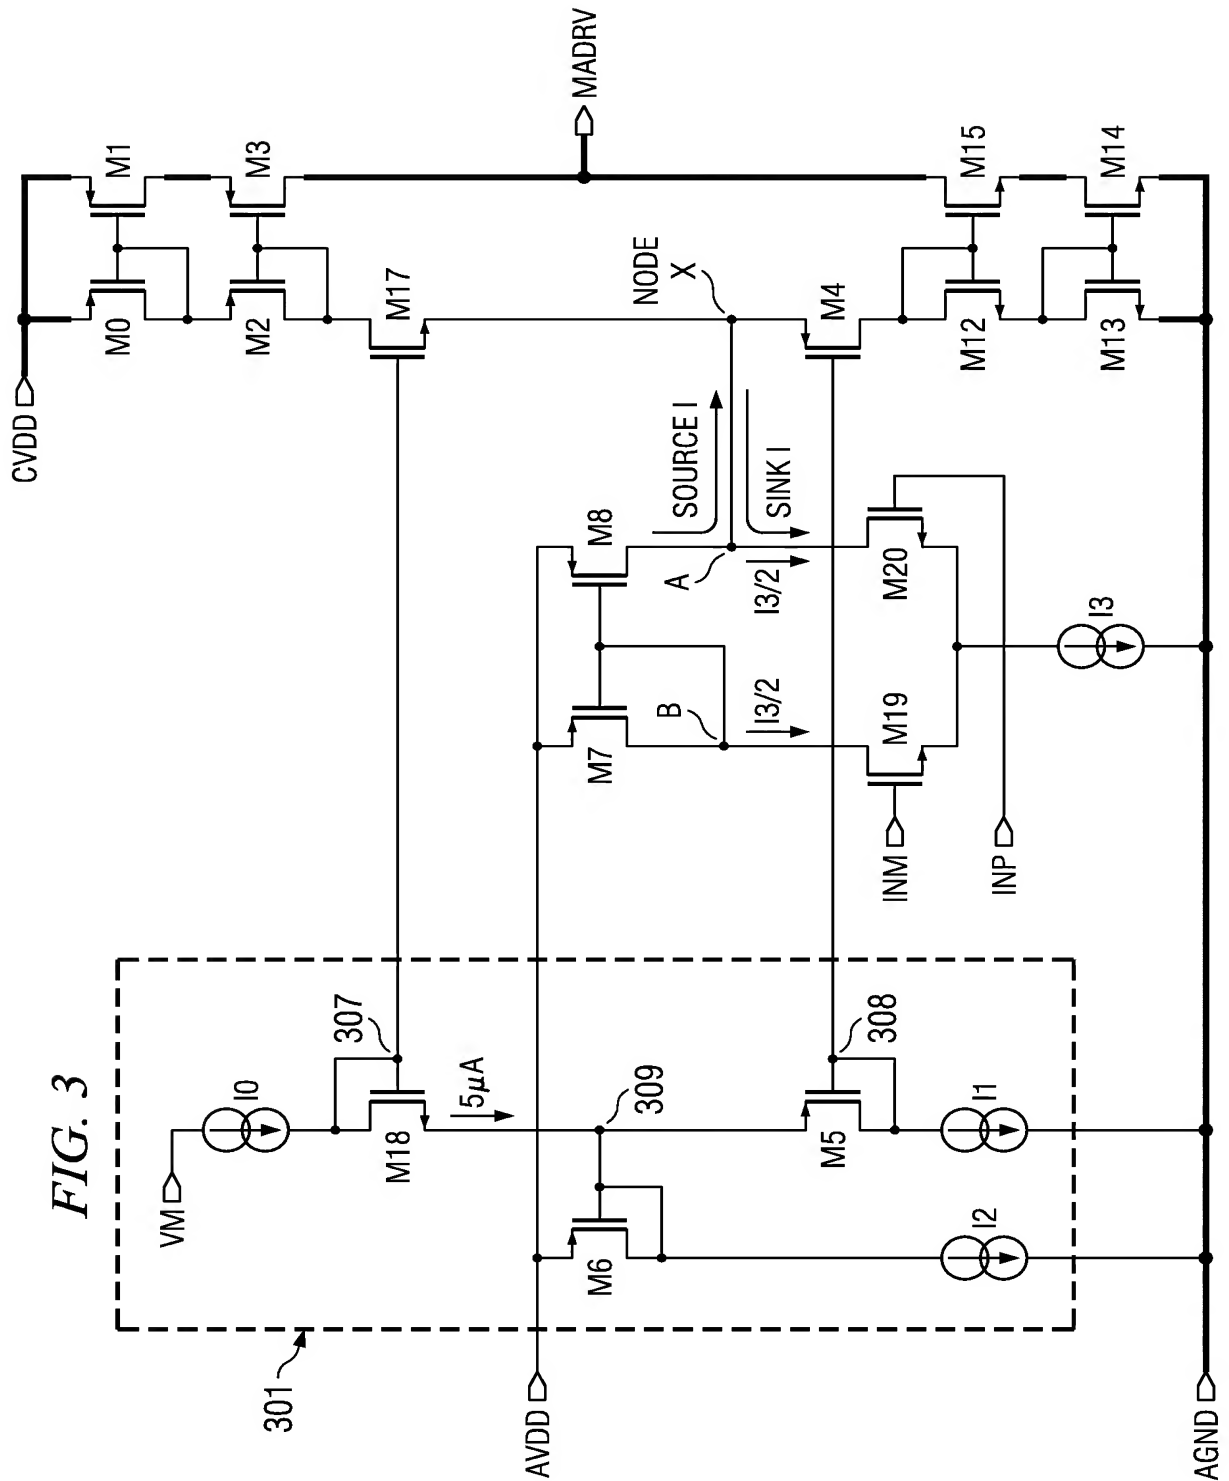 FIG. 3
CVDD
MADRV
M0
M1
M2
M3
M17
NODE
X
M4
M12
M15
M13
M14
SOURCE I
SINK I
M7
M8
A
B
I3/2
I3/2
M19
M20
INM
INP
I3
301
VM
I0
307
M18
5μA
309
308
M6
M5
I1
I2
AVDD
AGND